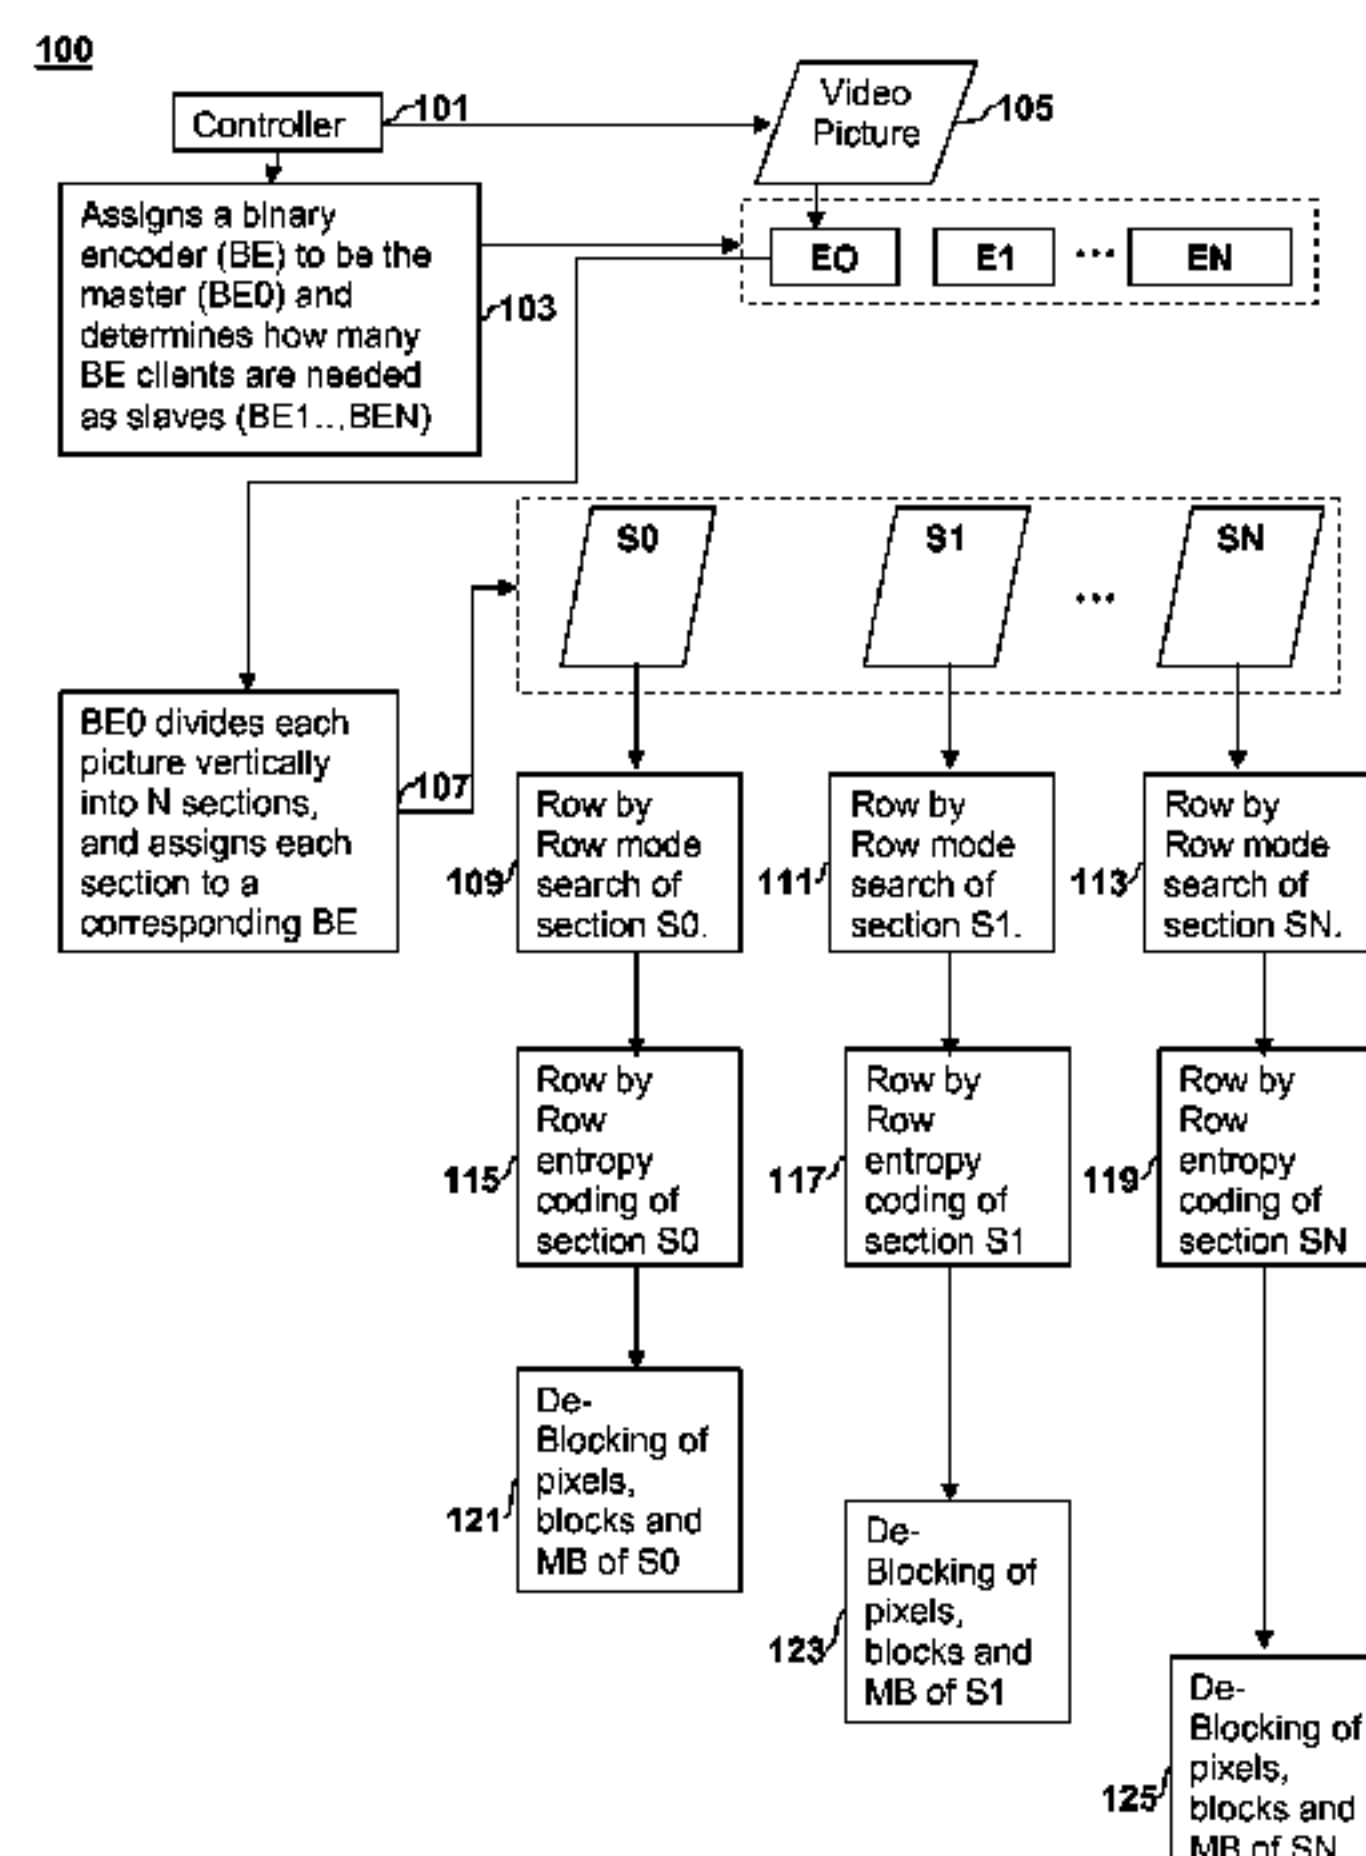 100
Controller
101
Video
Picture
105
Assigns a binary
encoder (BE) to be the
master (BE0) and
determines how many
BE clients are needed
as slaves (BE1...BEN)
103
EO
E1
...
EN
S0
S1
...
SN
BE0 divides each
picture vertically
into N sections,
and assigns each
section to a
corresponding BE
107
109
Row by
Row mode
search of
section S0.
111
Row by
Row mode
search of
section S1.
113
Row by
Row mode
search of
section SN.
115
Row by
Row
entropy
coding of
section S0
117
Row by
Row
entropy
coding of
section S1
119
Row by
Row
entropy
coding of
section SN
121
De-
Blocking of
pixels,
blocks and
MB of S0
123
De-
Blocking of
pixels,
blocks and
MB of S1
125
De-
Blocking of
pixels,
blocks and
MB of SN